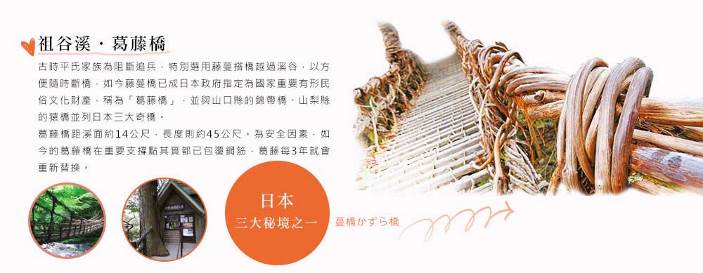 祖谷溪・葛藤橋
古時平氏家族為阻斷追兵，特別選用藤蔓搭橋越過溪谷，以方
便隨時斷橋，如今藤蔓橋已成日本政府指定為國家重要有形民
俗文化財產，稱為「葛藤橋」，並與山口縣的錦帶橋、山梨縣
的猿橋並列日本三大奇橋。
葛藤橋距溪面約14公尺，長度則約45公尺。為安全因素，如
今的葛藤橋在重要支撐點其實都已包覆鋼筋，葛藤每3年就會
重新替換。
日本
三大秘境之一
蔓橋かずら橋